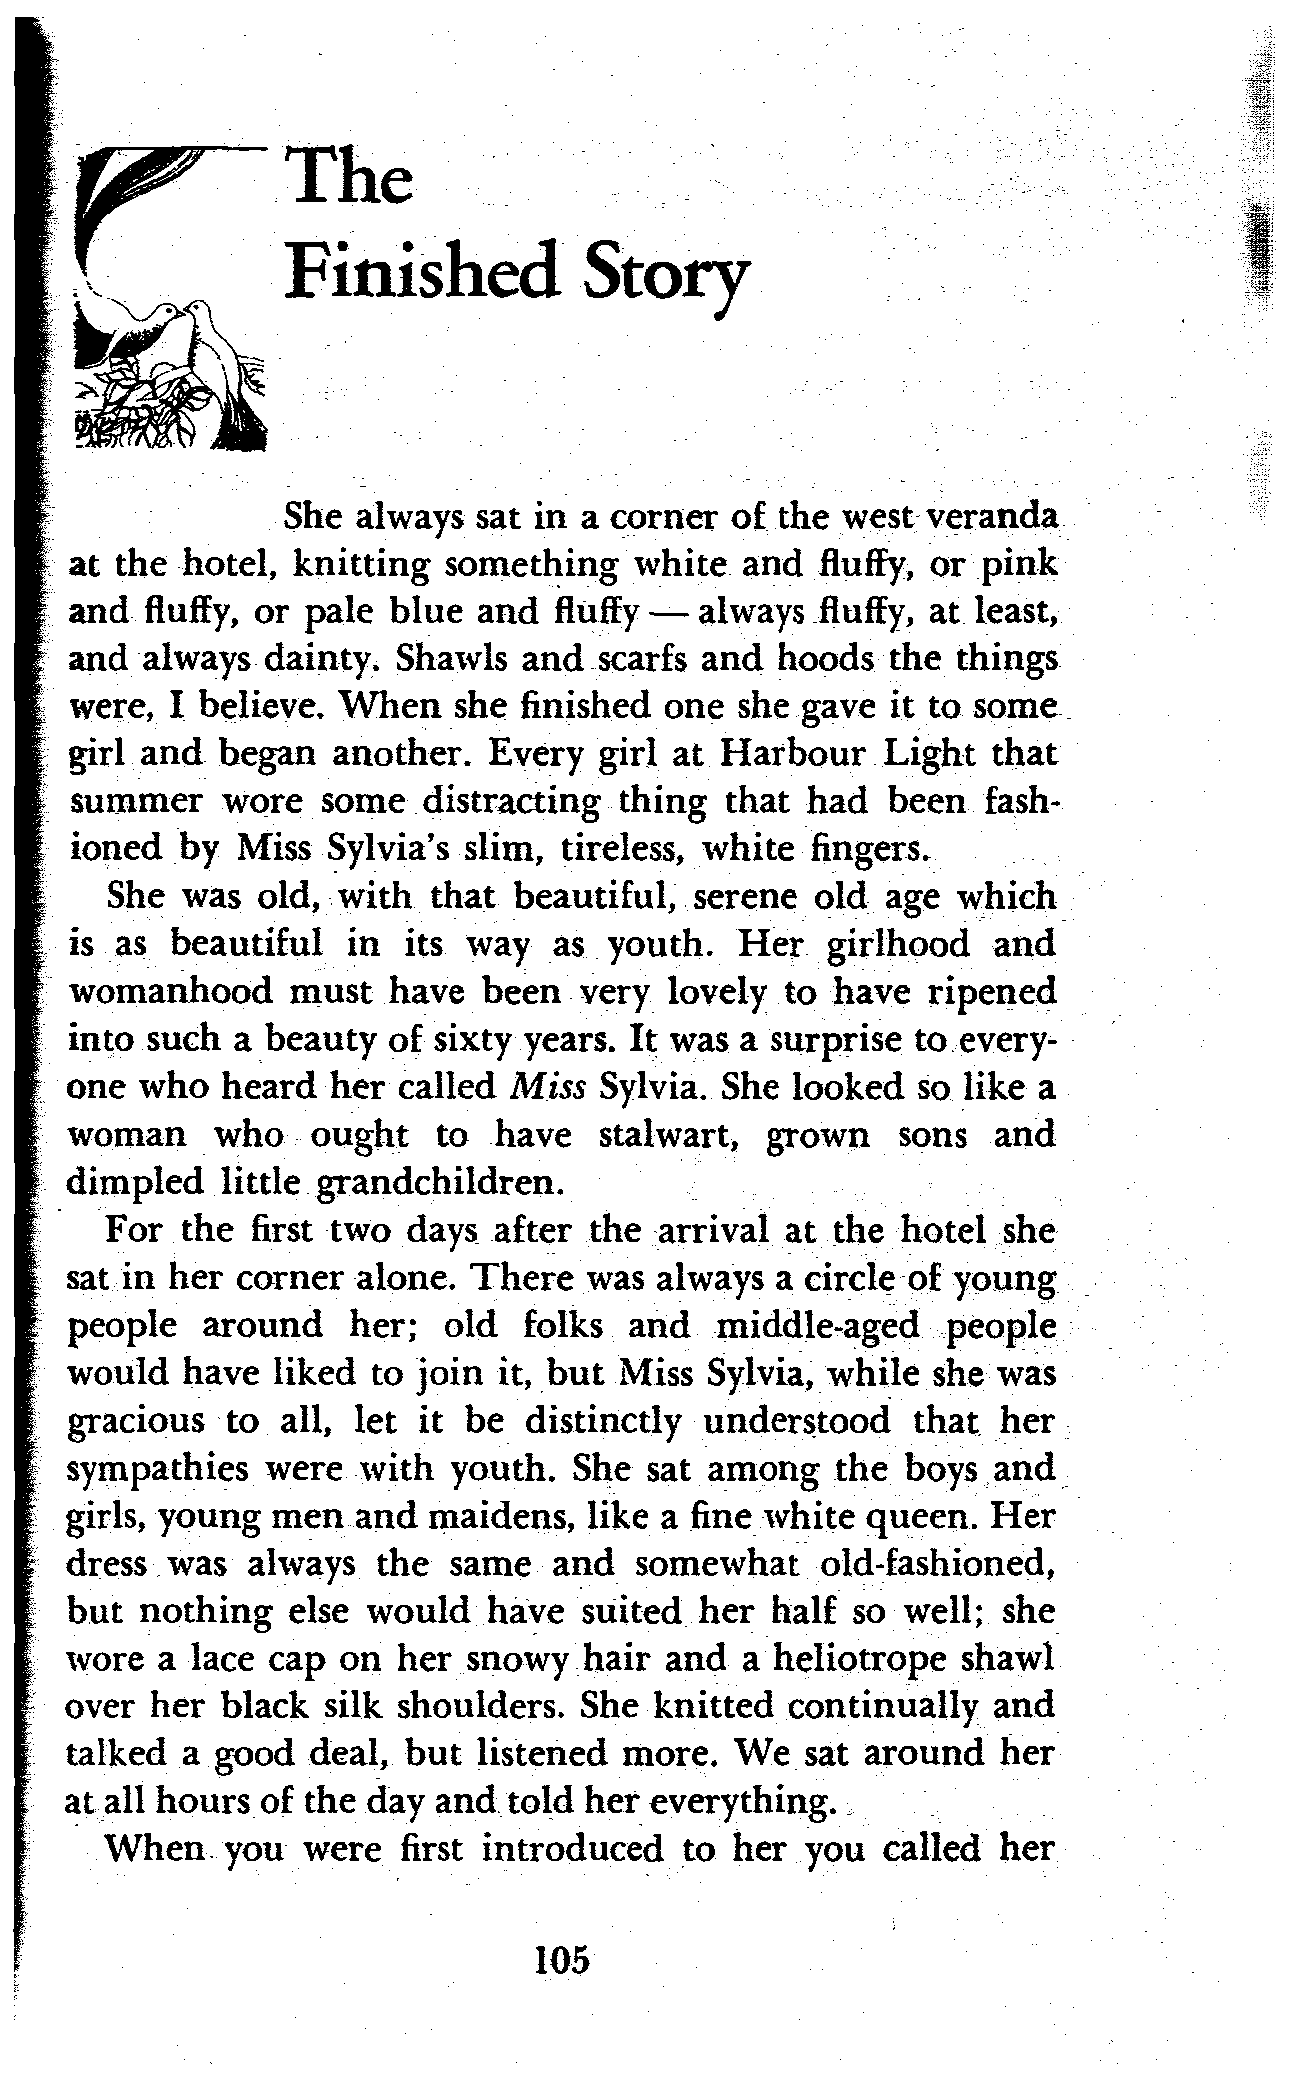 The
Finished Story
She always sat in a corner of the west veranda
at the hotel, knitting something white and fluffy, or pink
and fluffy, or pale blue and fluffy — always fluffy, at least,
and always dainty. Shawls and scarfs and hoods the things
were, I believe. When she finished one she gave it to some
girl and began another. Every girl at Harbour Light that
summer wore some distracting thing that had been fash-
ioned by Miss Sylvia's slim, tireless, white fingers.
She was old, with that beautiful, serene old age which
is as beautiful in its way as youth. Her girlhood and
womanhood must have been very lovely to have ripened
into such a beauty of sixty years. It was a surprise to every-
one who heard her called Miss Sylvia. She looked so like a
woman who ought to have stalwart, grown sons and
dimpled little grandchildren.
For the first two days after the arrival at the hotel she
sat in her corner alone. There was always a circle of young
people around her; old folks and middle-aged people
would have liked to join it, but Miss Sylvia, while she was
gracious to all, let it be distinctly understood that her
sympathies were with youth. She sat among the boys and
girls, young men and maidens, like a fine white queen. Her
dress was always the same and somewhat old-fashioned,
but nothing else would have suited her half so well; she
wore a lace cap on her snowy hair and a heliotrope shawl
over her black silk shoulders. She knitted continually and
talked a good deal, but listened more. We sat around her
at all hours of the day and told her everything.
When you were first introduced to her you called her
105